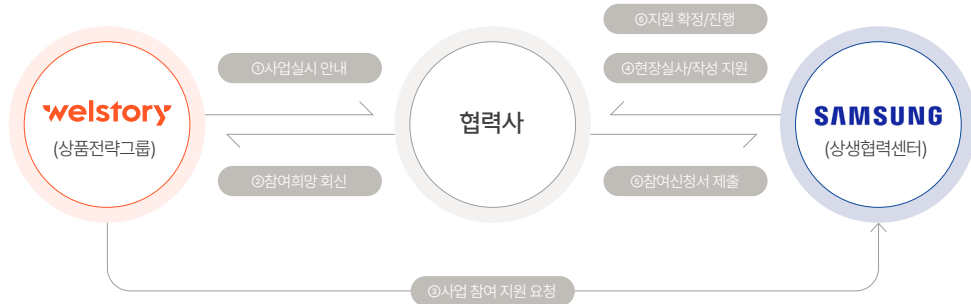 ⑥지원 확정/진행
①사업실시 안내
④현장실사/작성 지원
welstory
(상품전략그룹)
협력사
SAMSUNG
(상생협력센터)
②참여희망 회신
⑤참여신청서 제출
③사업 참여 지원 요청